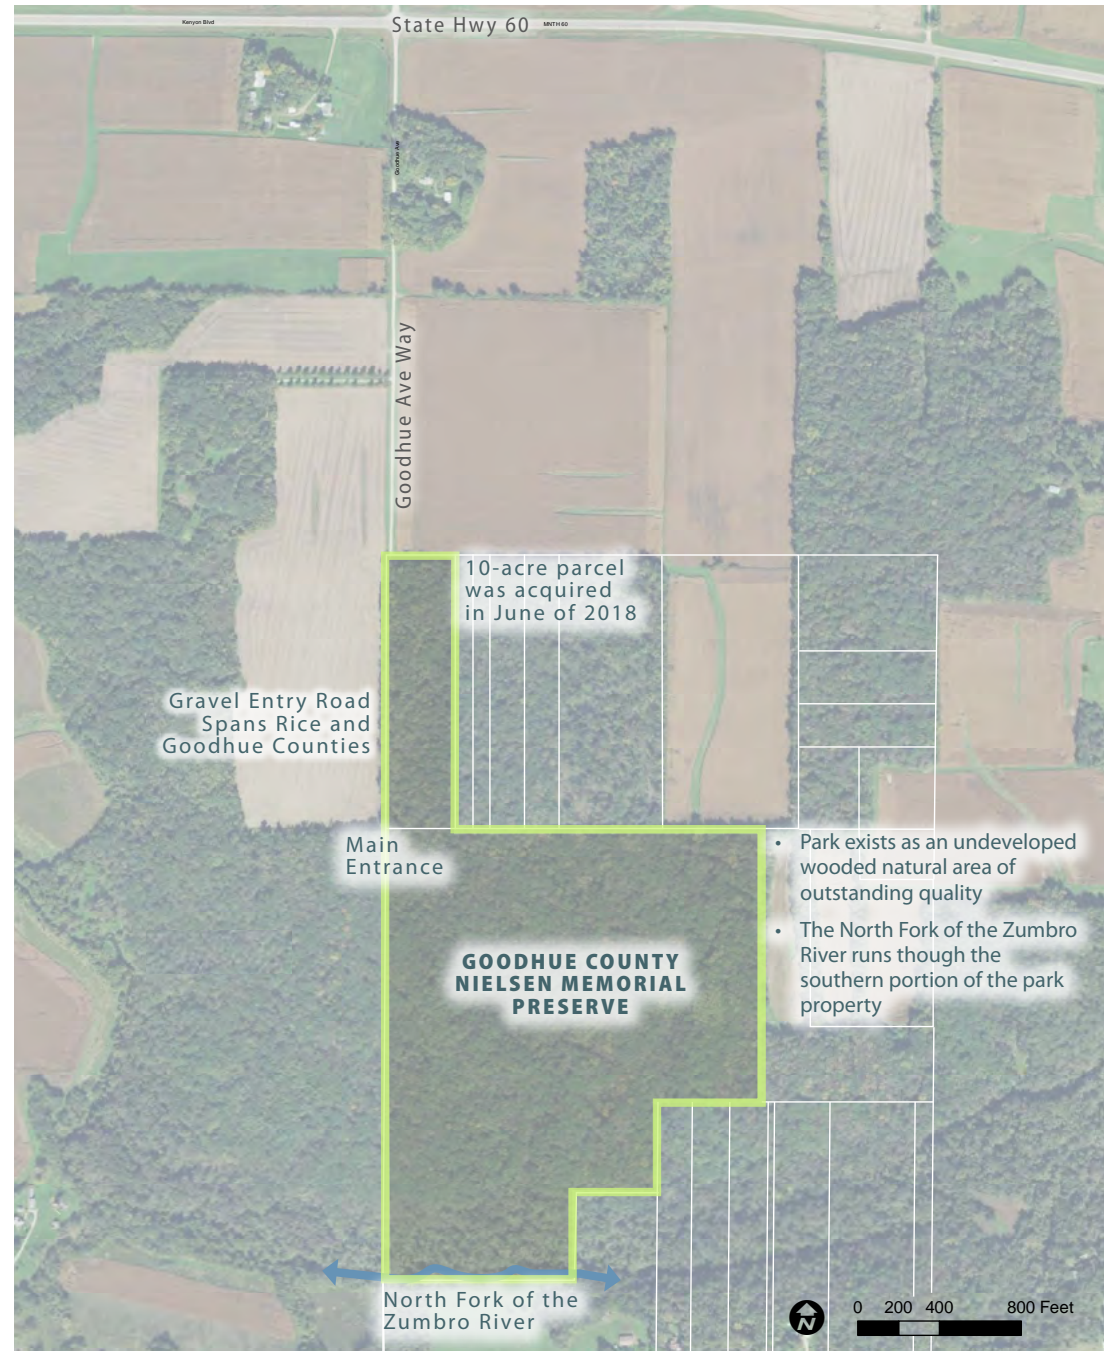 Kenyon Blvd
State Hwy 60
MNTH 60
Goodhue Ave
Goodhue Ave Way
10-acre parcel
was acquired
in June of 2018
Gravel Entry Road
Spans Rice and
Goodhue Counties
Main
Entrance
• Park exists as an undeveloped
wooded natural area of
outstanding quality
• The North Fork of the Zumbro
River runs though the
southern portion of the park
property
GOODHUE COUNTY
NIELSEN MEMORIAL
PRESERVE
North Fork of the
Zumbro River
N
0 200 400 800 Feet